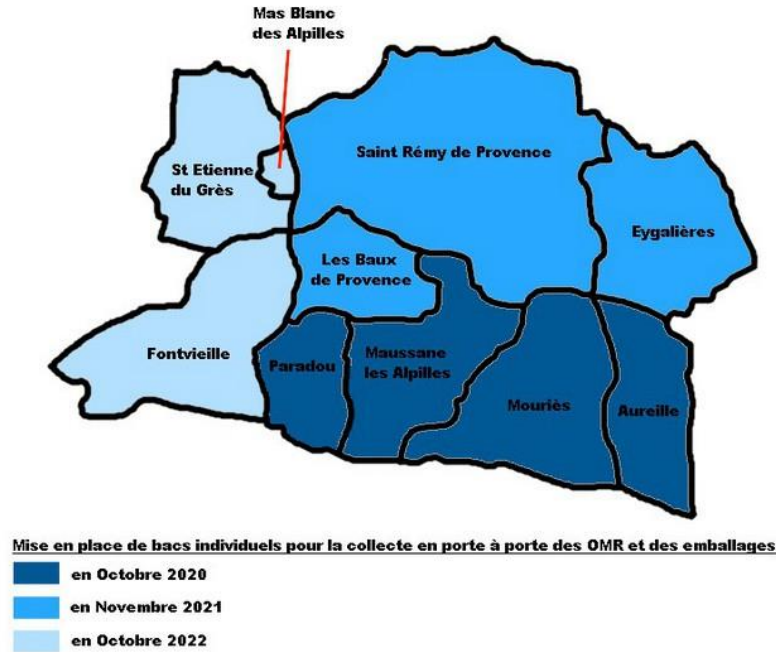 Mas Blanc
des Alpilles
St Etienne
du Grès
Saint Rémy de Provence
Eygalières
Les Baux
de Provence
Fontvieille
Paradou
Maussane
les Alpilles
Mouriès
Aureille
Mise en place de bacs individuels pour la collecte en porte à porte des OMR et des emballages
en Octobre 2020
en Novembre 2021
en Octobre 2022